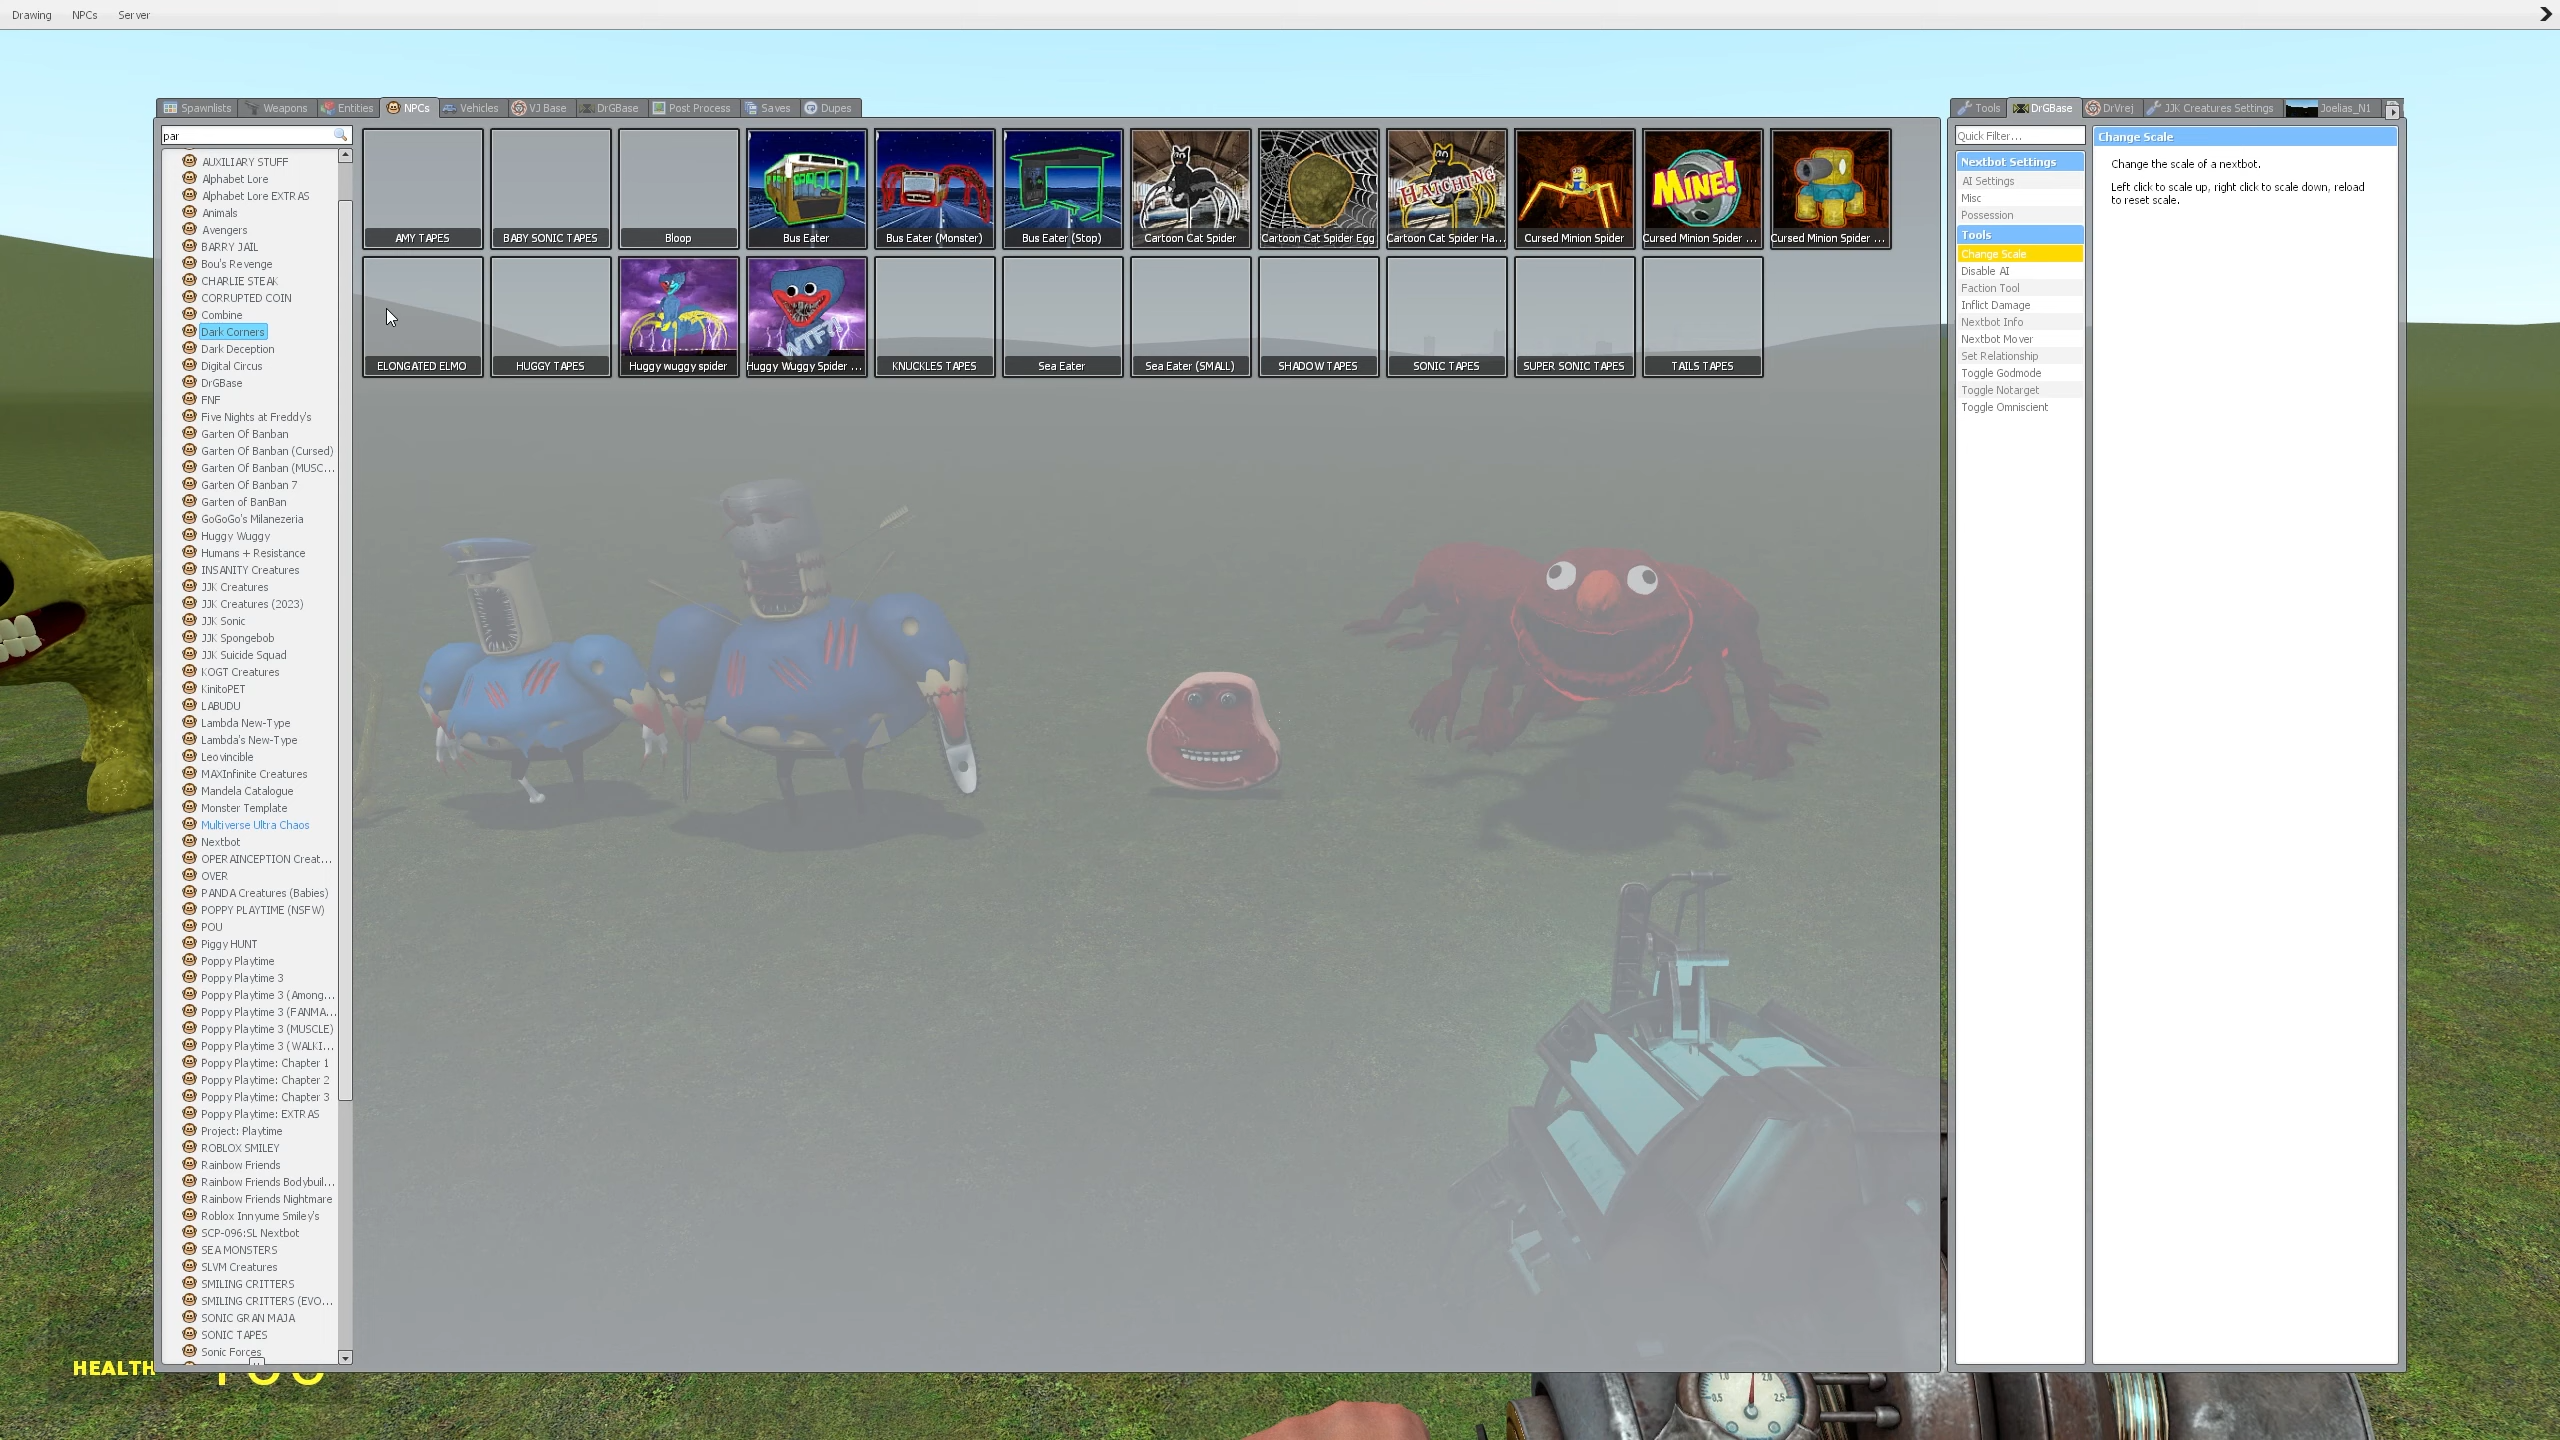 Drawing NPCs Server
Spawnlists Weapons Entities NPCs Vehicles VJ Base DrGBase Post Process Saves Dupes
par
AUXILIARY STUFF
Alphabet Lore
Alphabet Lore EXTRAS
Animals
Avengers
BARRY JAIL
Bou's Revenge
CHARLIE STEAK
CORRUPTED COIN
Combine
Dark Corners
Dark Deception
Digital Circus
DrGBase
FNF
Five Nights at Freddy's
Garten Of Banban
Garten Of Banban (Cursed)
Garten Of Banban (MUSC...
Garten Of Banban 7
Garten of BanBan
GoGoGo's Milanezeria
Huggy Wuggy
Humans + Resistance
INSANITY Creatures
JJK Creatures
JJK Creatures (2023)
JJK Sonic
JJK Spongebob
JJK Suicide Squad
KOGT Creatures
KinitoPET
LABUDU
Lambda New-Type
Lambda's New-Type
Leovincible
MAXInfinite Creatures
Mandela Catalogue
Monster Template
Multiverse Ultra Chaos
Nextbot
OPERAINCEPTION Creat...
OVER
PANDA Creatures (Babies)
POPPY PLAYTIME (NSFW)
POU
Piggy HUNT
Poppy Playtime
Poppy Playtime 3
Poppy Playtime 3 (Among...
Poppy Playtime 3 (FANMA...
Poppy Playtime 3 (MUSCLE)
Poppy Playtime 3 (WALKI...
Poppy Playtime: Chapter 1
Poppy Playtime: Chapter 2
Poppy Playtime: Chapter 3
Poppy Playtime: EXTRAS
Project: Playtime
ROBLOX SMILEY
Rainbow Friends
Rainbow Friends Bodybuil...
Rainbow Friends Nightmare
Roblox Innyume Smiley's
SCP-096:SL Nextbot
SEA MONSTERS
SLVM Creatures
SMILING CRITTERS
SMILING CRITTERS (EVO...
SONIC GRAN MAJA
SONIC TAPES
Sonic Forces
HATCHING
MINE!
AMY TAPES BABY SONIC TAPES Bloop Bus Eater Bus Eater (Monster) Bus Eater (Stop) Cartoon Cat Spider Cartoon Cat Spider Egg Cartoon Cat Spider Ha... Cursed Minion Spider Cursed Minion Spider ... Cursed Minion Spider ...
WTF?!
ELONGATED ELMO HUGGY TAPES Huggy wuggy spider Huggy Wuggy Spider ... KNUCKLES TAPES Sea Eater Sea Eater (SMALL) SHADOW TAPES SONIC TAPES SUPER SONIC TAPES TAILS TAPES
Tools DrGBase DrVrej JJK Creatures Settings Joelias_N1
Quick Filter...
Nextbot Settings
AI Settings
Misc
Possession
Tools
Change Scale
Disable AI
Faction Tool
Inflict Damage
Nextbot Info
Nextbot Mover
Set Relationship
Toggle Godmode
Toggle Notarget
Toggle Omniscient
Change Scale
Change the scale of a nextbot.
Left click to scale up, right click to scale down, reload
to reset scale.
HEALTH 100
0.5 1.0 2.0 2.5